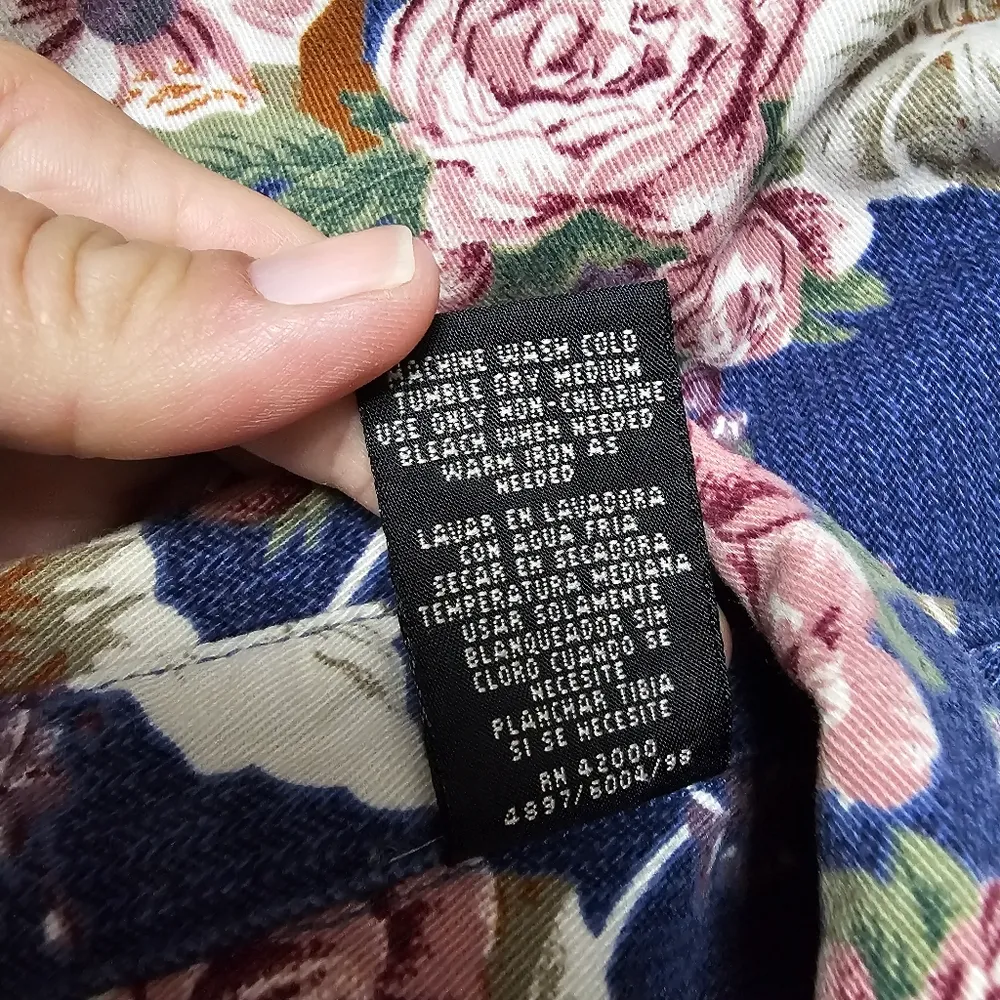 MACHINE WASH COLD
TUMBLE DRY MEDIUM
USE ONLY NON-CHLORINE
BLEACH WHEN NEEDED
WARM IRON AS
NEEDED
LAVAR EN LAVADORA
CON AGUA FRIA
SECAR EN SECADORA
TEMPERATURA MEDIANA
USAR SOLAMENTE
BLANQUEADOR SIN
CLORO CUANDO SE
NECESITE
PLANCHAR TIBIA
SI SE NECESITE
RN 43000
4897/6004/98